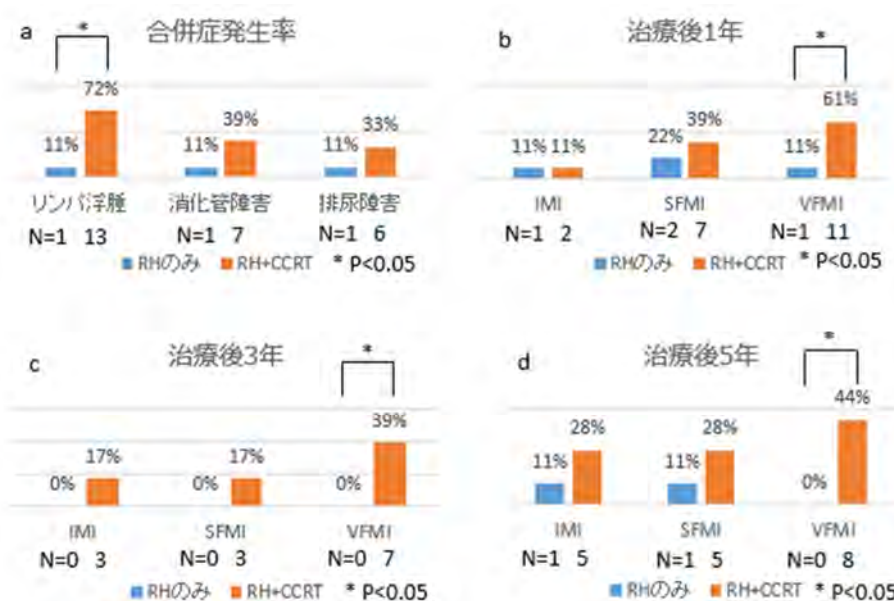 a
合併症発生率
*
72%
11%
11%
39%
11%
33%
リンパ浮腫 消化管障害 排尿障害
N=1 13 N=1 7 N=1 6
RHのみ RH+CCRT * P<0.05
b
治療後1年
*
11% 11%
22%
39%
11%
61%
IMI SFMI VFMI
N=1 2 N=2 7 N=1 11
RHのみ RH+CCRT * P<0.05
c
治療後3年
*
0%
17%
0%
17%
0%
39%
IMI SFMI VFMI
N=0 3 N=0 3 N=0 7
RHのみ RH+CCRT * P<0.05
d
治療後5年
*
11%
28%
11%
28%
0%
44%
IMI SFMI VFMI
N=1 5 N=1 5 N=0 8
RHのみ RH+CCRT * P<0.05